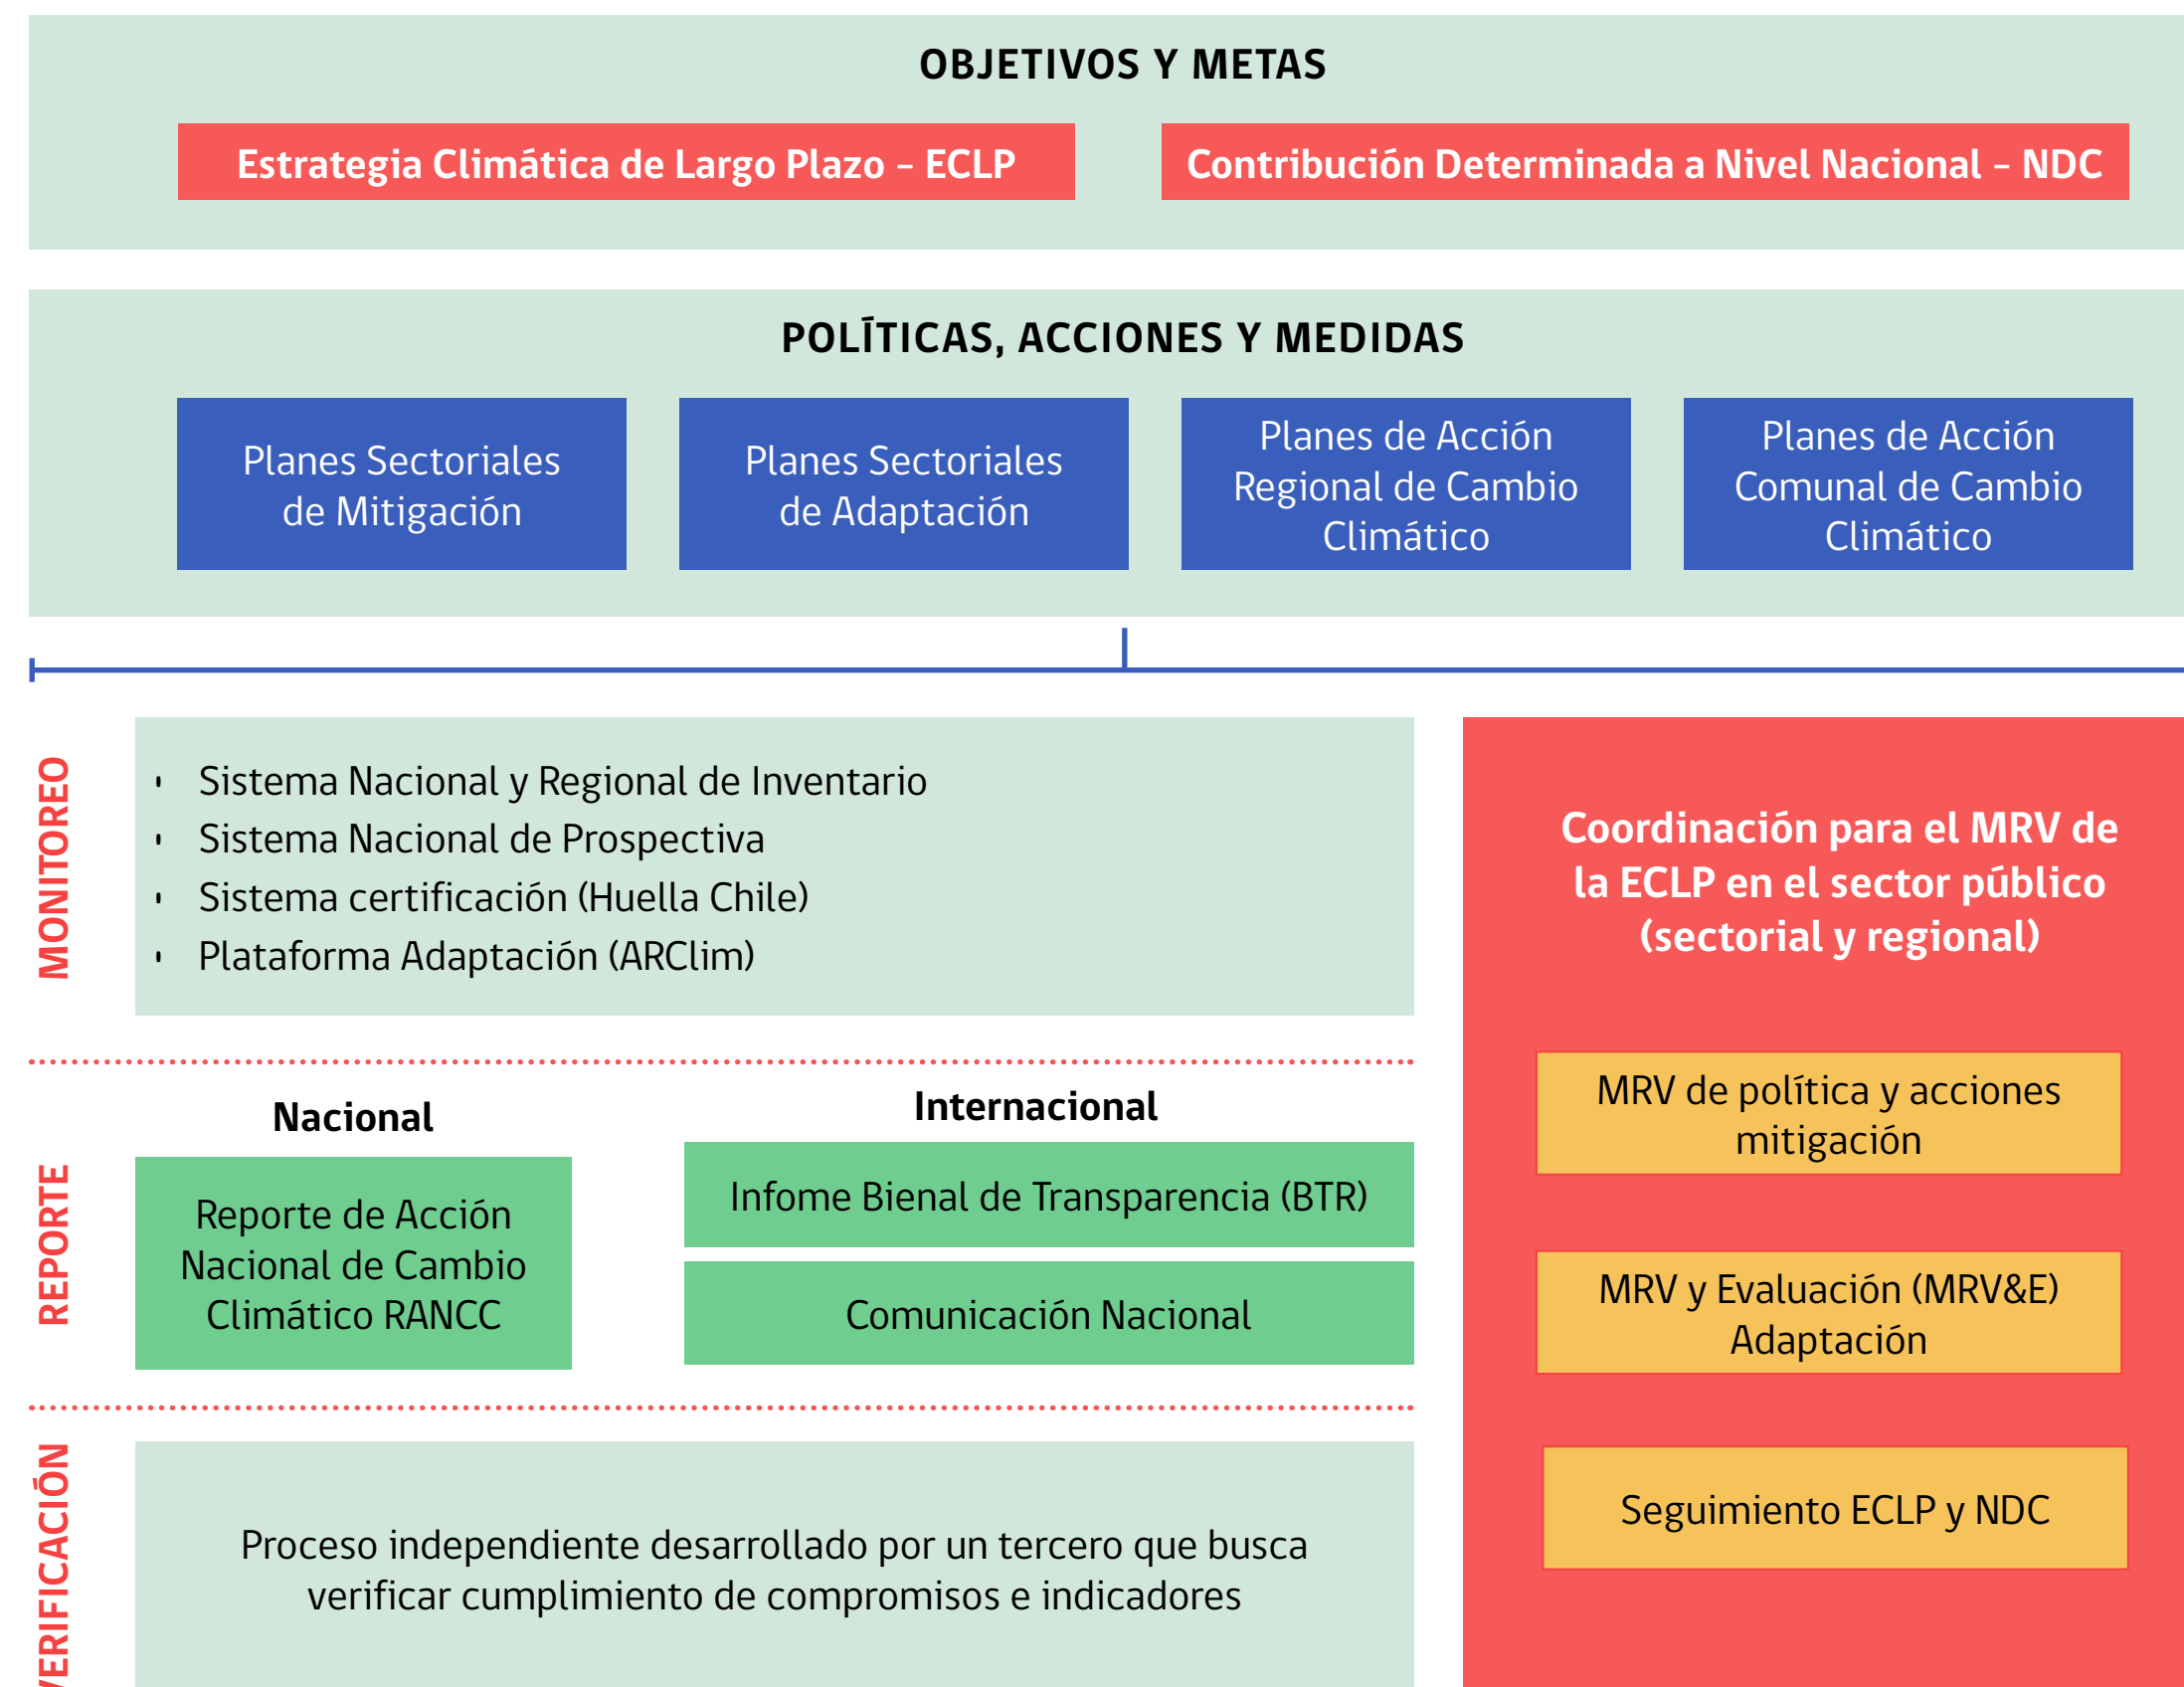 OBJETIVOS Y METAS
Estrategia Climática de Largo Plazo – ECLP
Contribución Determinada a Nivel Nacional – NDC
POLÍTICAS, ACCIONES Y MEDIDAS
Planes Sectoriales
de Mitigación
Planes Sectoriales
de Adaptación
Planes de Acción
Regional de Cambio
Climático
Planes de Acción
Comunal de Cambio
Climático
MONITOREO
• Sistema Nacional y Regional de Inventario
• Sistema Nacional de Prospectiva
• Sistema certificación (Huella Chile)
• Plataforma Adaptación (ARClim)
REPORTE
Nacional
Reporte de Acción
Nacional de Cambio
Climático RANCC
Internacional
Infome Bienal de Transparencia (BTR)
Comunicación Nacional
VERIFICACIÓN
Proceso independiente desarrollado por un tercero que busca
verificar cumplimiento de compromisos e indicadores
Coordinación para el MRV de
la ECLP en el sector público
(sectorial y regional)
MRV de política y acciones
mitigación
MRV y Evaluación (MRV&E)
Adaptación
Seguimiento ECLP y NDC